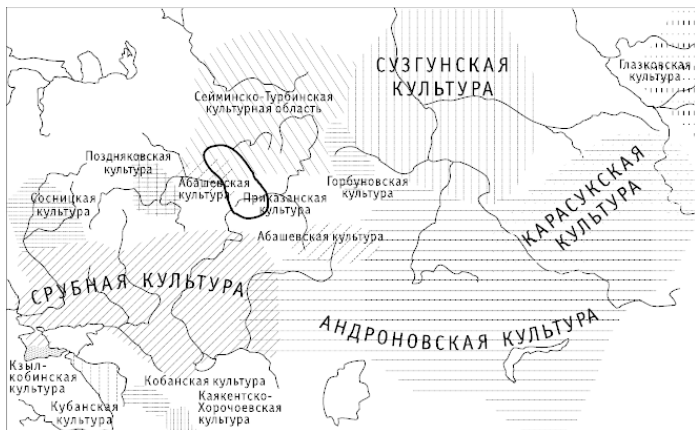 СУЗГУНСКАЯ
КУЛЬТУРА
Глазковская
культура
Сейминско-Турбинская
культурная область
Поздняковская
культура
Абашевская
культура
Приказанская
культура
Горбуновская
культура
Сосницкая
культура
Абашевская культура
КАРАСУКСКАЯ
КУЛЬТУРА
СРУБНАЯ КУЛЬТУРА
АНДРОНОВСКАЯ КУЛЬТУРА
Кзыл-
кобинская
культура
Кобанская культура
Каякентско-
Хорочоевская
культура
Кубанская
культура